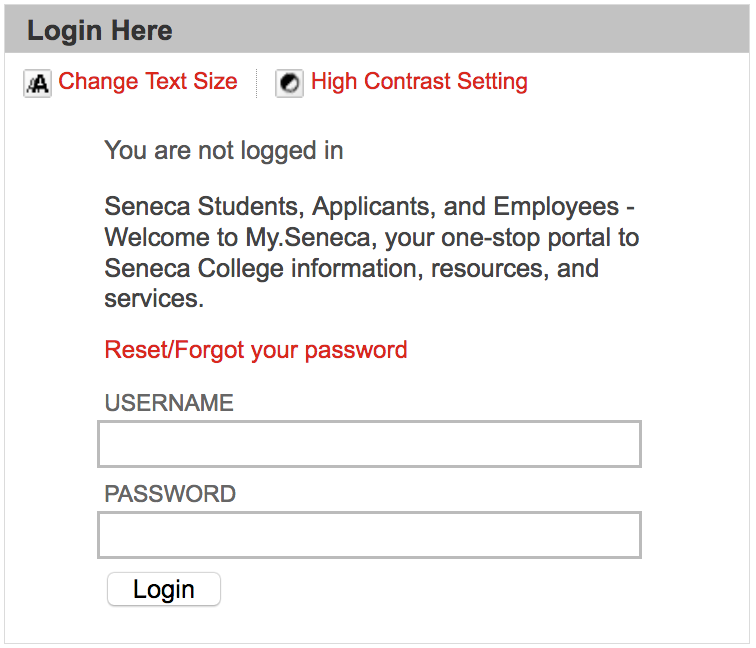 Login Here
Change Text Size
High Contrast Setting
You are not logged in
Seneca Students, Applicants, and Employees -
Welcome to My.Seneca, your one-stop portal to
Seneca College information, resources, and
services.
Reset/Forgot your password
USERNAME
PASSWORD
Login